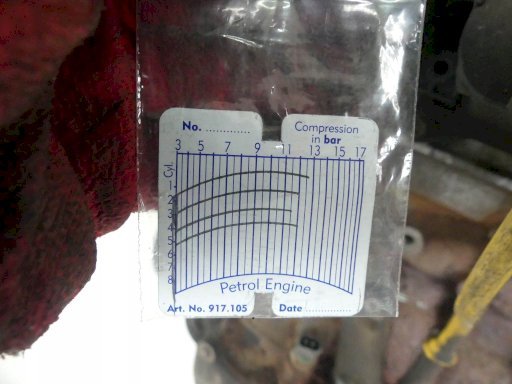 No. ..............
Compression
in bar
3 5 7 9 11 13 15 17
Cyl.
1
2
3
4
5
6
7
8
Petrol Engine
Art. No. 917.105
Date ..............